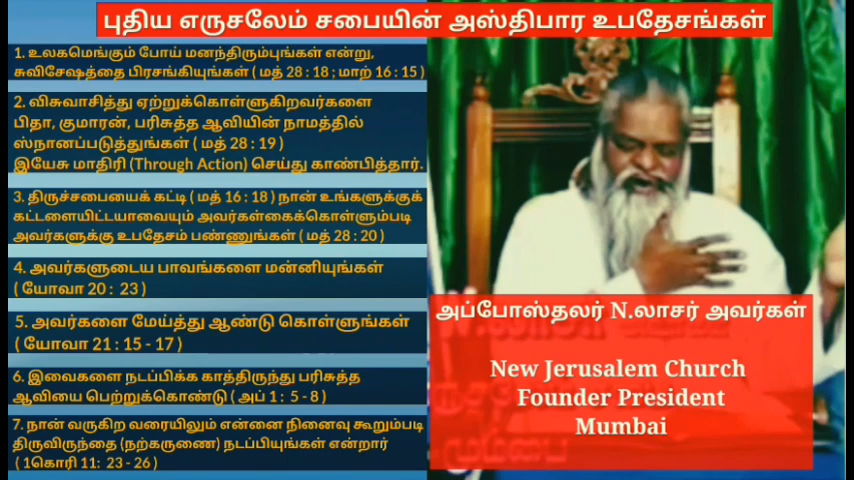 புதிய எருசலேம் சபையின் அஸ்திபார உபதேசங்கள்
1. உலகமெங்கும் போய் மனந்திரும்புங்கள் என்று,
சுவிசேஷத்தை பிரசங்கியுங்கள் ( மத் 28 : 18 ; மாற் 16 : 15 )
2. விசுவாசித்து ஏற்றுக்கொள்ளுகிறவர்களை
பிதா, குமாரன், பரிசுத்த ஆவியின் நாமத்தில்
ஸ்நானப்படுத்துங்கள் ( மத் 28 : 19 )
இயேசு மாதிரி (Through Action) செய்து காண்பித்தார்.
3. திருச்சபையைக் கட்டி ( மத் 16 : 18 ) நான் உங்களுக்குக்
கட்டளையிட்டயாவையும் அவர்கள்கைக்கொள்ளும்படி
அவர்களுக்கு உபதேசம் பண்ணுங்கள் ( மத் 28 : 20 )
4. அவர்களுடைய பாவங்களை மன்னியுங்கள்
( யோவா 20 : 23 )
5. அவர்களை மேய்த்து ஆண்டு கொள்ளுங்கள்
( யோவா 21 : 15 - 17 )
6. இவைகளை நடப்பிக்க காத்திருந்து பரிசுத்த
ஆவியை பெற்றுக்கொண்டு ( அப் 1 : 5 - 8 )
7. நான் வருகிற வரையிலும் என்னை நினைவு கூறும்படி
திருவிருந்தை (நற்கருணை) நடப்பியுங்கள் என்றார்
( 1கொரி 11: 23 - 26 )
அப்போஸ்தலர் N.லாசர் அவர்கள்
New Jerusalem Church
Founder President
Mumbai
மும்பை